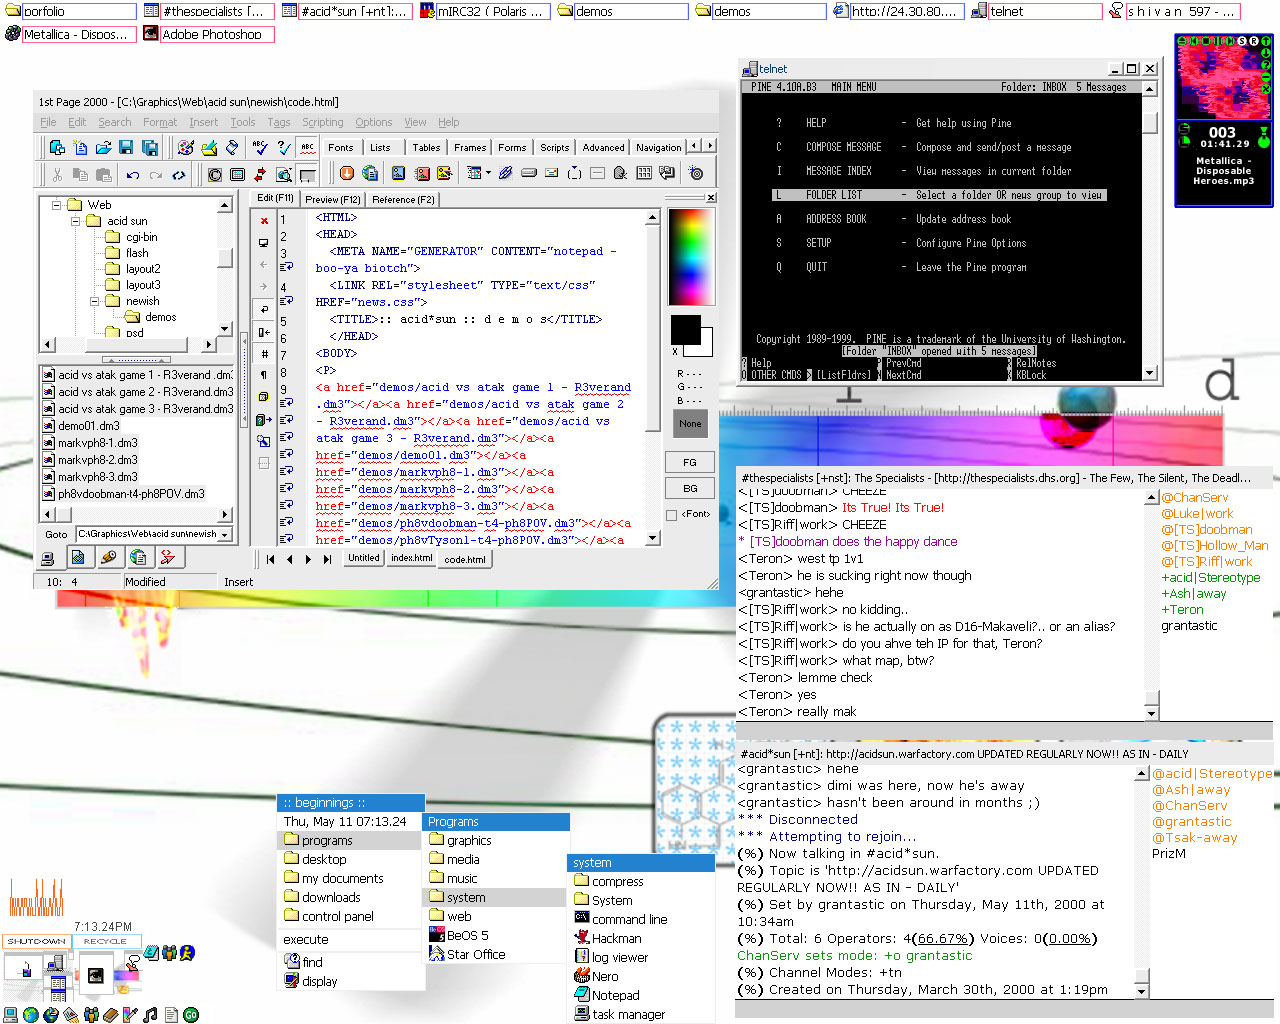 porfolio
#thespecialists [...
#acid*sun [+nt]:...
mIRC32 ( Polaris ...
demos
demos
http://24.30.80....
telnet
s h i v a n  597 - ...
Metallica - Dispos...
Adobe Photoshop
1st Page 2000 - [C:\Graphics\Web\acid sun\newish\code.html]
File Edit Search Format Insert Tools Tags Scripting Options View Help
Fonts Lists Tables Frames Forms Scripts Advanced Navigation
Web
acid sun
cgi-bin
flash
layout2
layout3
newish
demos
psd
acid vs atak game 1 - R3verand.dm3
acid vs atak game 2 - R3verand.dm3
acid vs atak game 3 - R3verand.dm3
demo01.dm3
markvph8-1.dm3
markvph8-2.dm3
markvph8-3.dm3
ph8vdoobman-t4-ph8POV.dm3
Goto C:\Graphics\Web\acid sun\newish
10: 4 Modified Insert
Edit (F11) Preview (F12) Reference (F2)
1 <HTML>
2 <HEAD>
3 <META NAME="GENERATOR" CONTENT="notepad -
boo-ya biotch">
4 <LINK REL="stylesheet" TYPE="text/css"
HREF="news.css">
5 <TITLE>:: acid*sun :: d e m o s</TITLE>
6 </HEAD>
7 <BODY>
8 <P>
9 <a href="demos/acid vs atak game 1 - R3verand
.dm3"></a><a href="demos/acid vs atak game 2
- R3verand.dm3"></a><a href="demos/acid vs
atak game 3 - R3verand.dm3"></a><a
href="demos/demo01.dm3"></a><a
href="demos/markvph8-1.dm3"></a><a
href="demos/markvph8-2.dm3"></a><a
href="demos/markvph8-3.dm3"></a><a
href="demos/ph8vdoobman-t4-ph8POV.dm3"></a><a
href="demos/ph8vTyson1-t4-ph8POV.dm3"></a><a
Untitled index.html code.html
X
R - - -
G - - -
B - - -
None
FG
BG
<Font>
telnet
PINE 4.10A.B3 MAIN MENU Folder: INBOX 5 Messages
? HELP - Get help using Pine
C COMPOSE MESSAGE - Compose and send/post a message
I MESSAGE INDEX - View messages in current folder
L FOLDER LIST - Select a folder OR news group to view
A ADDRESS BOOK - Update address book
S SETUP - Configure Pine Options
Q QUIT - Leave the Pine program
Copyright 1989-1999. PINE is a trademark of the University of Washington.
[Folder "INBOX" opened with 5 messages]
? Help P PrevCmd R RelNotes
O OTHER CMDS > [ListFldrs] N NextCmd K KBLock
S R
003
01:41.29
Metallica -
Disposable
Heroes.mp3
d
#thespecialists [+nst]: The Specialists - [http://thespecialists.dhs.org] - The Few, The Silent, The Dead...
<[TS]doobman> CHEEZE
<[TS]doobman> Its True! Its True!
<[TS]Riff|work> CHEEZE
* [TS]doobman does the happy dance
<Teron> west tp 1v1
<Teron> he is sucking right now though
<grantastic> hehe
<[TS]Riff|work> no kidding..
<[TS]Riff|work> is he actually on as D16-Makaveli?.. or an alias?
<[TS]Riff|work> do you ahve teh IP for that, Teron?
<[TS]Riff|work> what map, btw?
<Teron> lemme check
<Teron> yes
<Teron> really mak
@ChanServ
@Luke|work
@[TS]doobman
@[TS]Hollow_Man
@[TS]Riff|work
+acid|Stereotype
+Ash|away
+Teron
grantastic
#acid*sun [+nt]: http://acidsun.warfactory.com UPDATED REGULARLY NOW!! AS IN - DAILY
<grantastic> hehe
<grantastic> dimi was here, now he's away
<grantastic> hasn't been around in months ;)
*** Disconnected
*** Attempting to rejoin...
(%) Now talking in #acid*sun.
(%) Topic is 'http://acidsun.warfactory.com UPDATED
REGULARLY NOW!! AS IN - DAILY'
(%) Set by grantastic on Thursday, May 11th, 2000 at
10:34am
(%) Total: 6 Operators: 4(66.67%) Voices: 0(0.00%)
ChanServ sets mode: +o grantastic
(%) Channel Modes: +tn
(%) Created on Thursday, March 30th, 2000 at 1:19pm
@acid|Stereotype
@Ash|away
@ChanServ
@grantastic
@Tsak-away
PrizM
:: beginnings ::
Thu, May 11 07:13.24
programs
desktop
my documents
downloads
control panel
execute
find
display
Programs
graphics
media
music
system
web
BeOS 5
Star Office
system
compress
System
command line
Hackman
log viewer
Nero
Notepad
task manager
7:13.24PM
SHUTDOWN RECYCLE
Go